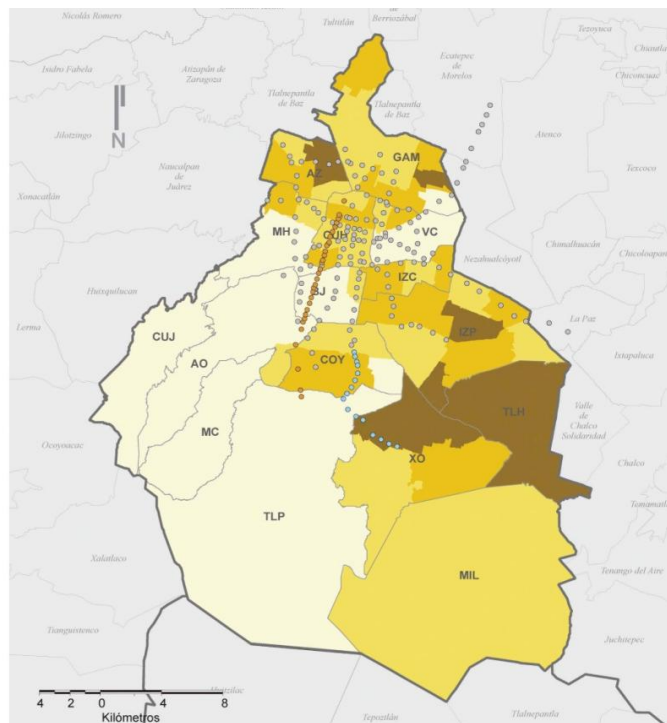 Nicolás Romero
Tultitlán
de
Berriozábal
Tezoyuca
Chiautla
Isidro Fabela
Atizapán de
Zaragoza
Ecatepec
de
Morelos
Chiconcuac
Tlalnepantla
de Baz
Tlalnepantla
de Baz
N
Jilotzingo
Atenco
GAM
Naucalpan
de
Juárez
AZ
Texcoco
Xonacatlán
MH
CUH
VC
Chimalhuacán
Chicoloapan
Nezahualcóyotl
IZC
Huixquilucan
BJ
Lerma
La Paz
CUJ
IZP
Ixtapaluca
AO
COY
TLH
Valle
de Chalco
Solidaridad
MC
Ocoyoacac
XO
Chalco
TLP
Xalatlaco
MIL
Tenango del Aire
Tianguistenco
Juchitepec
4 2 0 4 8
Kilómtros
Tepoztlán
Tlalnepantla